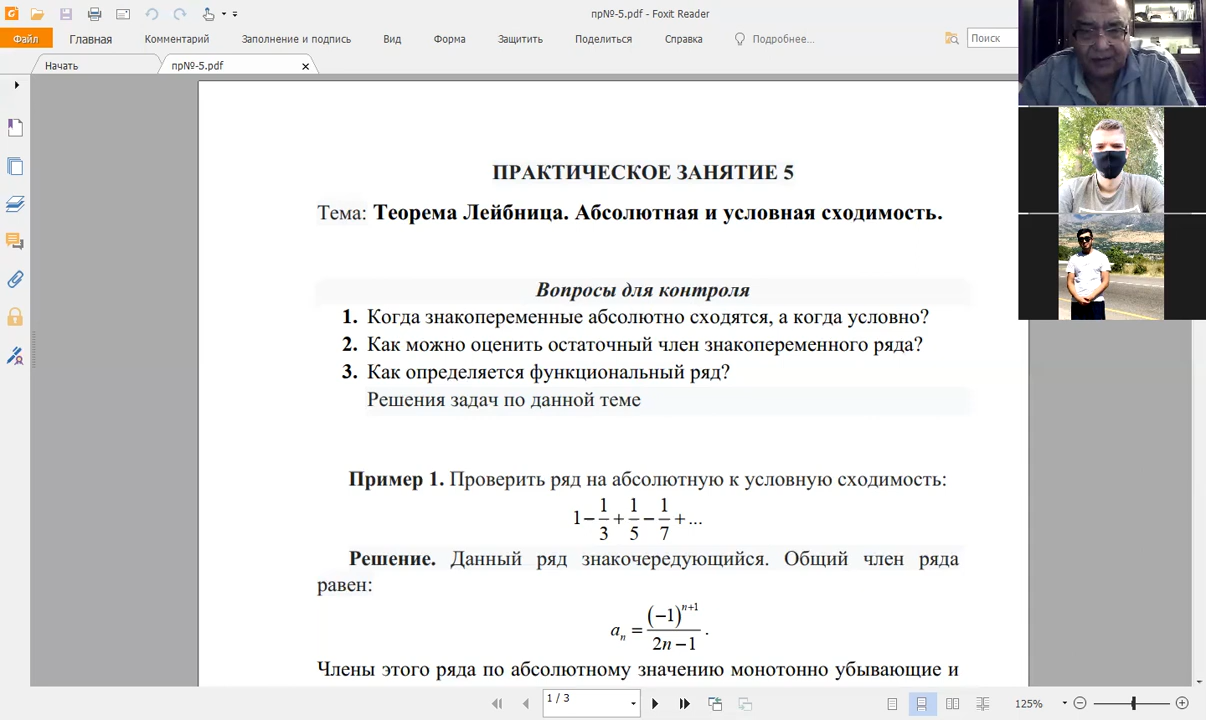 пр№-5.pdf - Foxit Reader
Файл Главная Комментарий Заполнение и подпись Вид Форма Защитить Поделиться Справка Подробнее... Поиск
Начать пр№-5.pdf
ПРАКТИЧЕСКОЕ ЗАНЯТИЕ 5
Тема: Теорема Лейбница. Абсолютная и условная сходимость.
Вопросы для контроля
1. Когда знакопеременные абсолютно сходятся, а когда условно?
2. Как можно оценить остаточный член знакопеременного ряда?
3. Как определяется функциональный ряд?
Решения задач по данной теме
Пример 1. Проверить ряд на абсолютную к условную сходимость:
1 − 1/3 + 1/5 − 1/7 + ...
Решение. Данный ряд знакочередующийся. Общий член ряда
равен:
aₙ = (−1)ⁿ⁺¹ / (2n − 1) .
Члены этого ряда по абсолютному значению монотонно убывающие и
1 / 3 125%